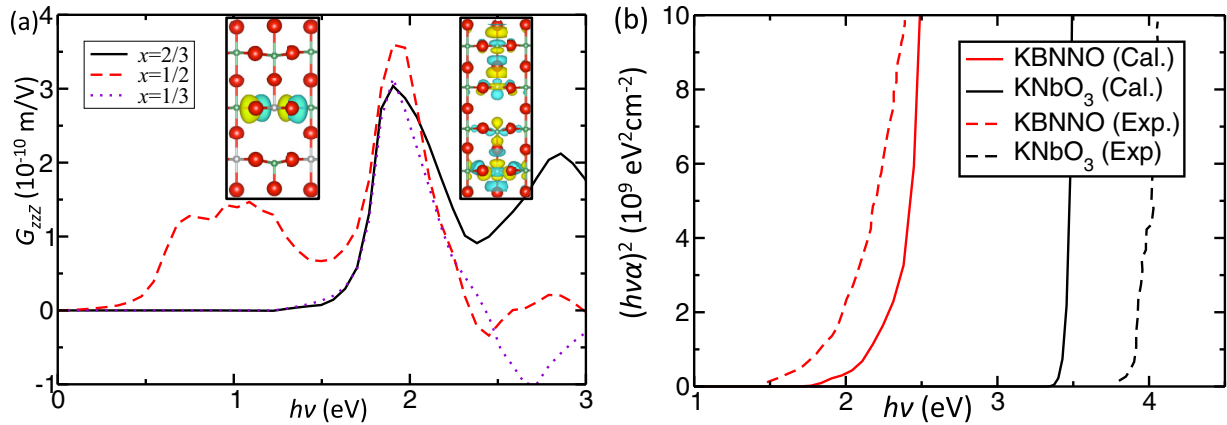 (a)
4
3
2
1
0
-1
G_zzZ (10^-10 m/V)
x=2/3
x=1/2
x=1/3
0 1 2 3
hν (eV)
(b)
10
8
6
4
2
0
(hνα)^2 (10^9 eV^2cm^-2)
KBNNO (Cal.)
KNbO_3 (Cal.)
KBNNO (Exp.)
KNbO_3 (Exp)
1 2 3 4
hν (eV)